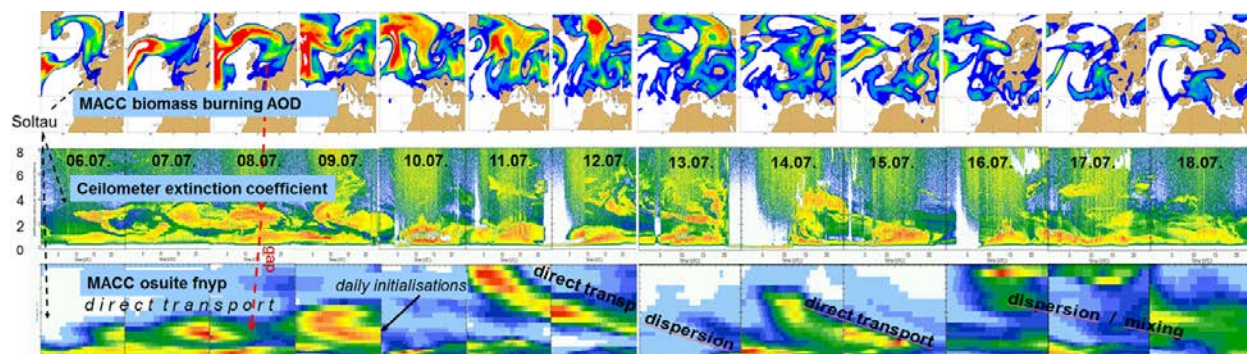 MACC biomass burning AOD
Soltau
06.07. 07.07. 08.07. 09.07. 10.07. 11.07. 12.07. 13.07. 14.07. 15.07. 16.07. 17.07. 18.07.
Ceilometer extinction coefficient
8
6
4
2
0
gap
MACC osuite fnyp
direct transport
daily initialisations
direct transp
dispersion
direct transport
dispersion / mixing